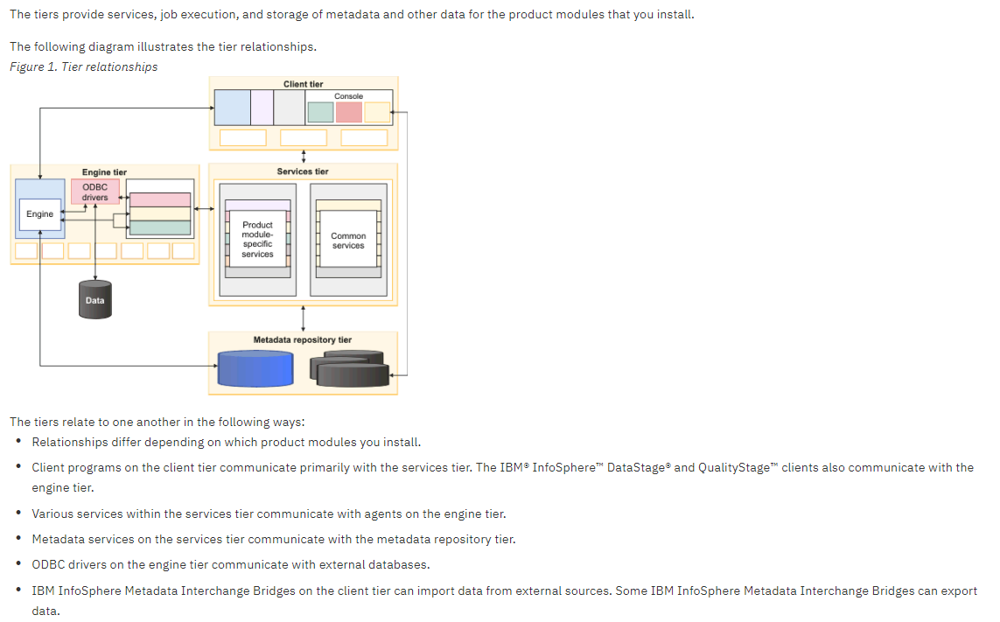 The tiers provide services, job execution, and storage of metadata and other data for the product modules that you install.
The following diagram illustrates the tier relationships.
Figure 1. Tier relationships
Client tier
Console
Engine tier
ODBC
drivers
Engine
Data
Services tier
Product
module-
specific
services
Common
services
Metadata repository tier
The tiers relate to one another in the following ways:
• Relationships differ depending on which product modules you install.
• Client programs on the client tier communicate primarily with the services tier. The IBM® InfoSphere™ DataStage® and QualityStage™ clients also communicate with the
engine tier.
• Various services within the services tier communicate with agents on the engine tier.
• Metadata services on the services tier communicate with the metadata repository tier.
• ODBC drivers on the engine tier communicate with external databases.
• IBM InfoSphere Metadata Interchange Bridges on the client tier can import data from external sources. Some IBM InfoSphere Metadata Interchange Bridges can export
data.